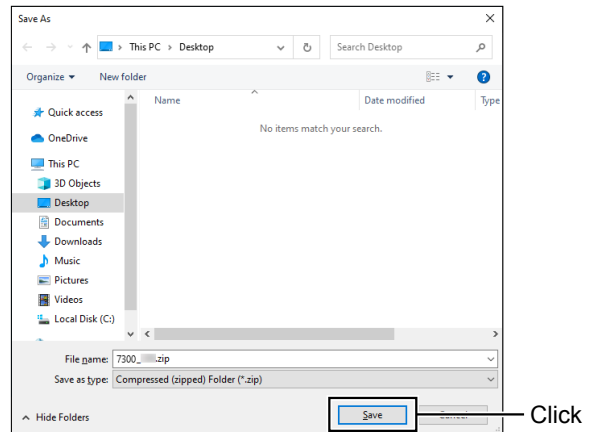 Save As
This PC > Desktop
Search Desktop
Organize
New folder
Name
Date modified
Type
Quick access
No items match your search.
OneDrive
This PC
3D Objects
Desktop
Documents
Downloads
Music
Pictures
Videos
Local Disk (C:)
File name: 7300_ .zip
Save as type: Compressed (zipped) Folder (*.zip)
Hide Folders
Save
Click